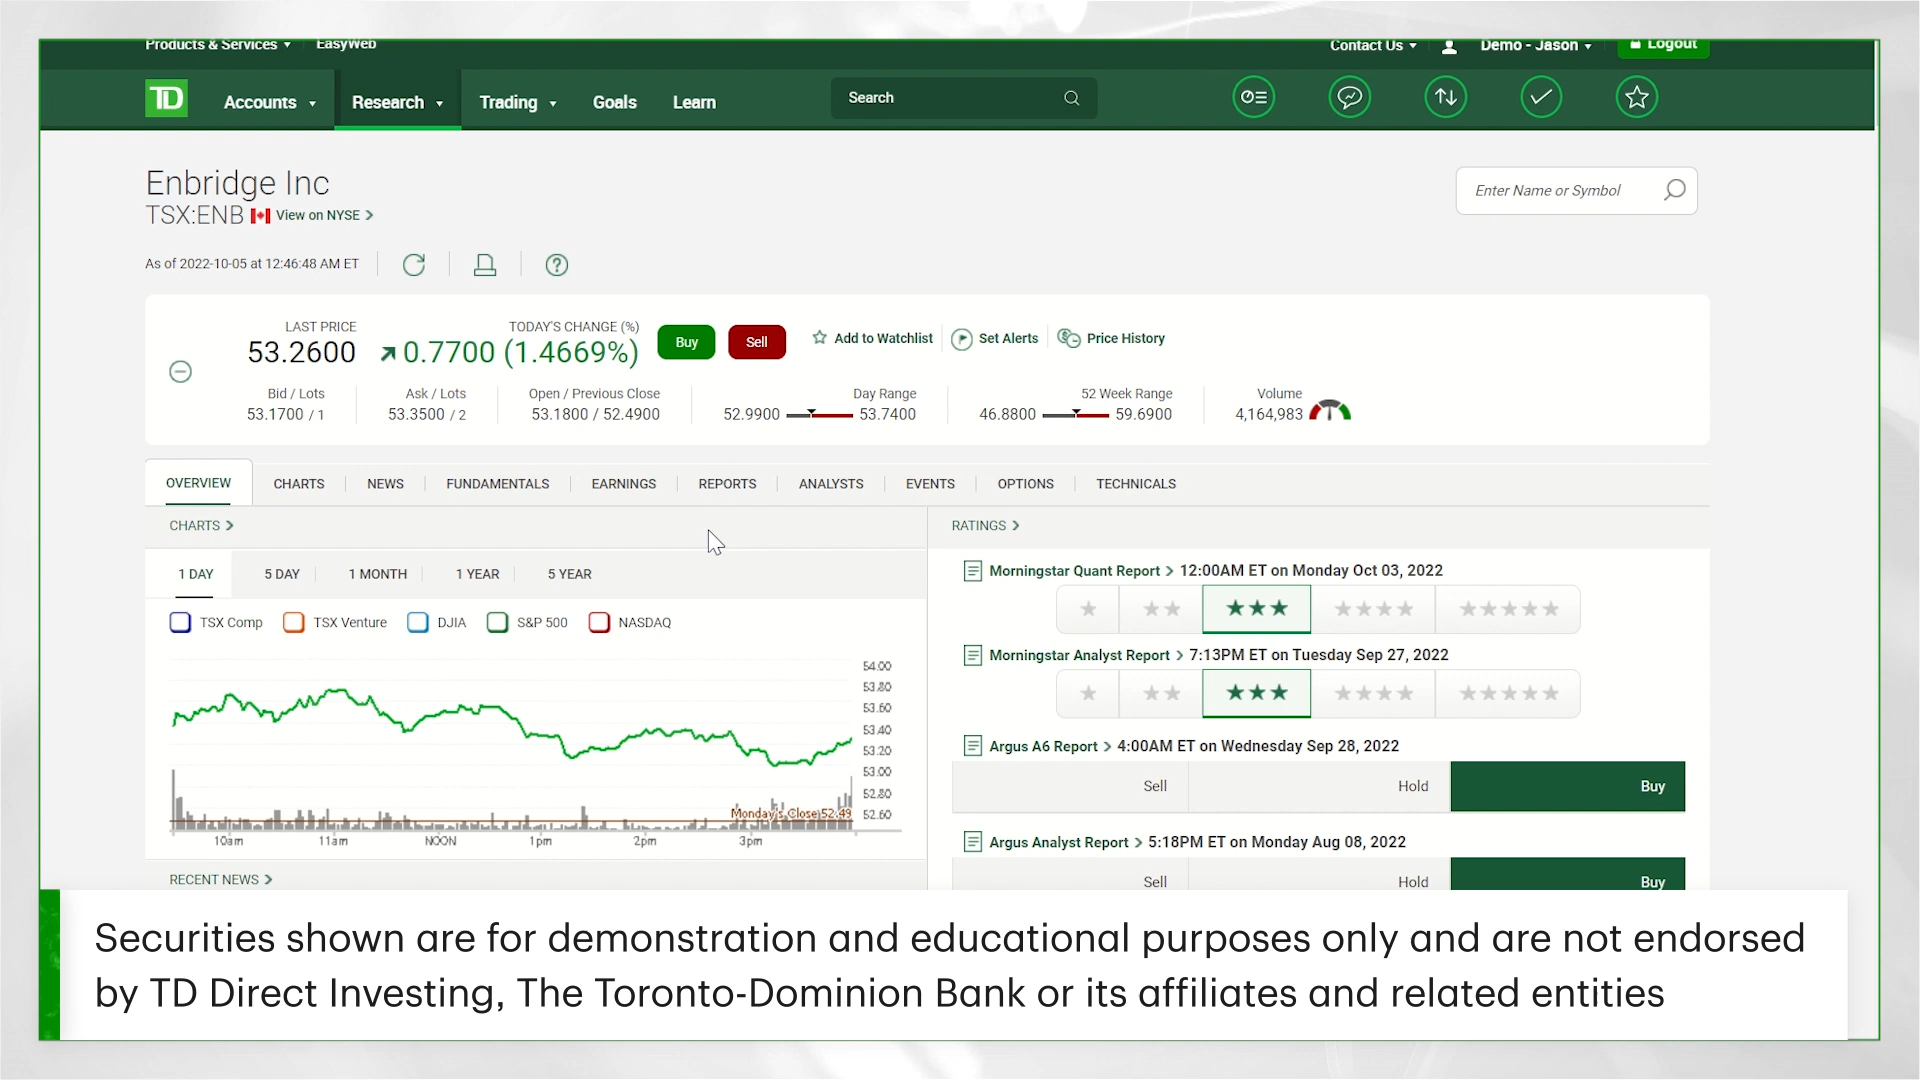 Products & Services EasyWeb Contact Us Demo - Jason Logout
TD Accounts Research Trading Goals Learn Search
Enbridge Inc
TSX:ENB View on NYSE
Enter Name or Symbol
As of 2022-10-05 at 12:46:48 AM ET
LAST PRICE TODAY'S CHANGE (%)
53.2600 0.7700 (1.4669%) Buy Sell Add to Watchlist Set Alerts Price History
Bid / Lots Ask / Lots Open / Previous Close Day Range 52 Week Range Volume
53.1700 / 1 53.3500 / 2 53.1800 / 52.4900 52.9900 53.7400 46.8800 59.6900 4,164,983
OVERVIEW CHARTS NEWS FUNDAMENTALS EARNINGS REPORTS ANALYSTS EVENTS OPTIONS TECHNICALS
CHARTS
1 DAY 5 DAY 1 MONTH 1 YEAR 5 YEAR
TSX Comp TSX Venture DJIA S&P 500 NASDAQ
54.00
53.80
53.60
53.40
53.20
53.00
52.80
Monday's Close 52.49 52.60
10am 11am NOON 1pm 2pm 3pm
RECENT NEWS
RATINGS
Morningstar Quant Report 12:00AM ET on Monday Oct 03, 2022
Morningstar Analyst Report 7:13PM ET on Tuesday Sep 27, 2022
Argus A6 Report 4:00AM ET on Wednesday Sep 28, 2022
Sell Hold Buy
Argus Analyst Report 5:18PM ET on Monday Aug 08, 2022
Sell Hold Buy
Securities shown are for demonstration and educational purposes only and are not endorsed
by TD Direct Investing, The Toronto-Dominion Bank or its affiliates and related entities